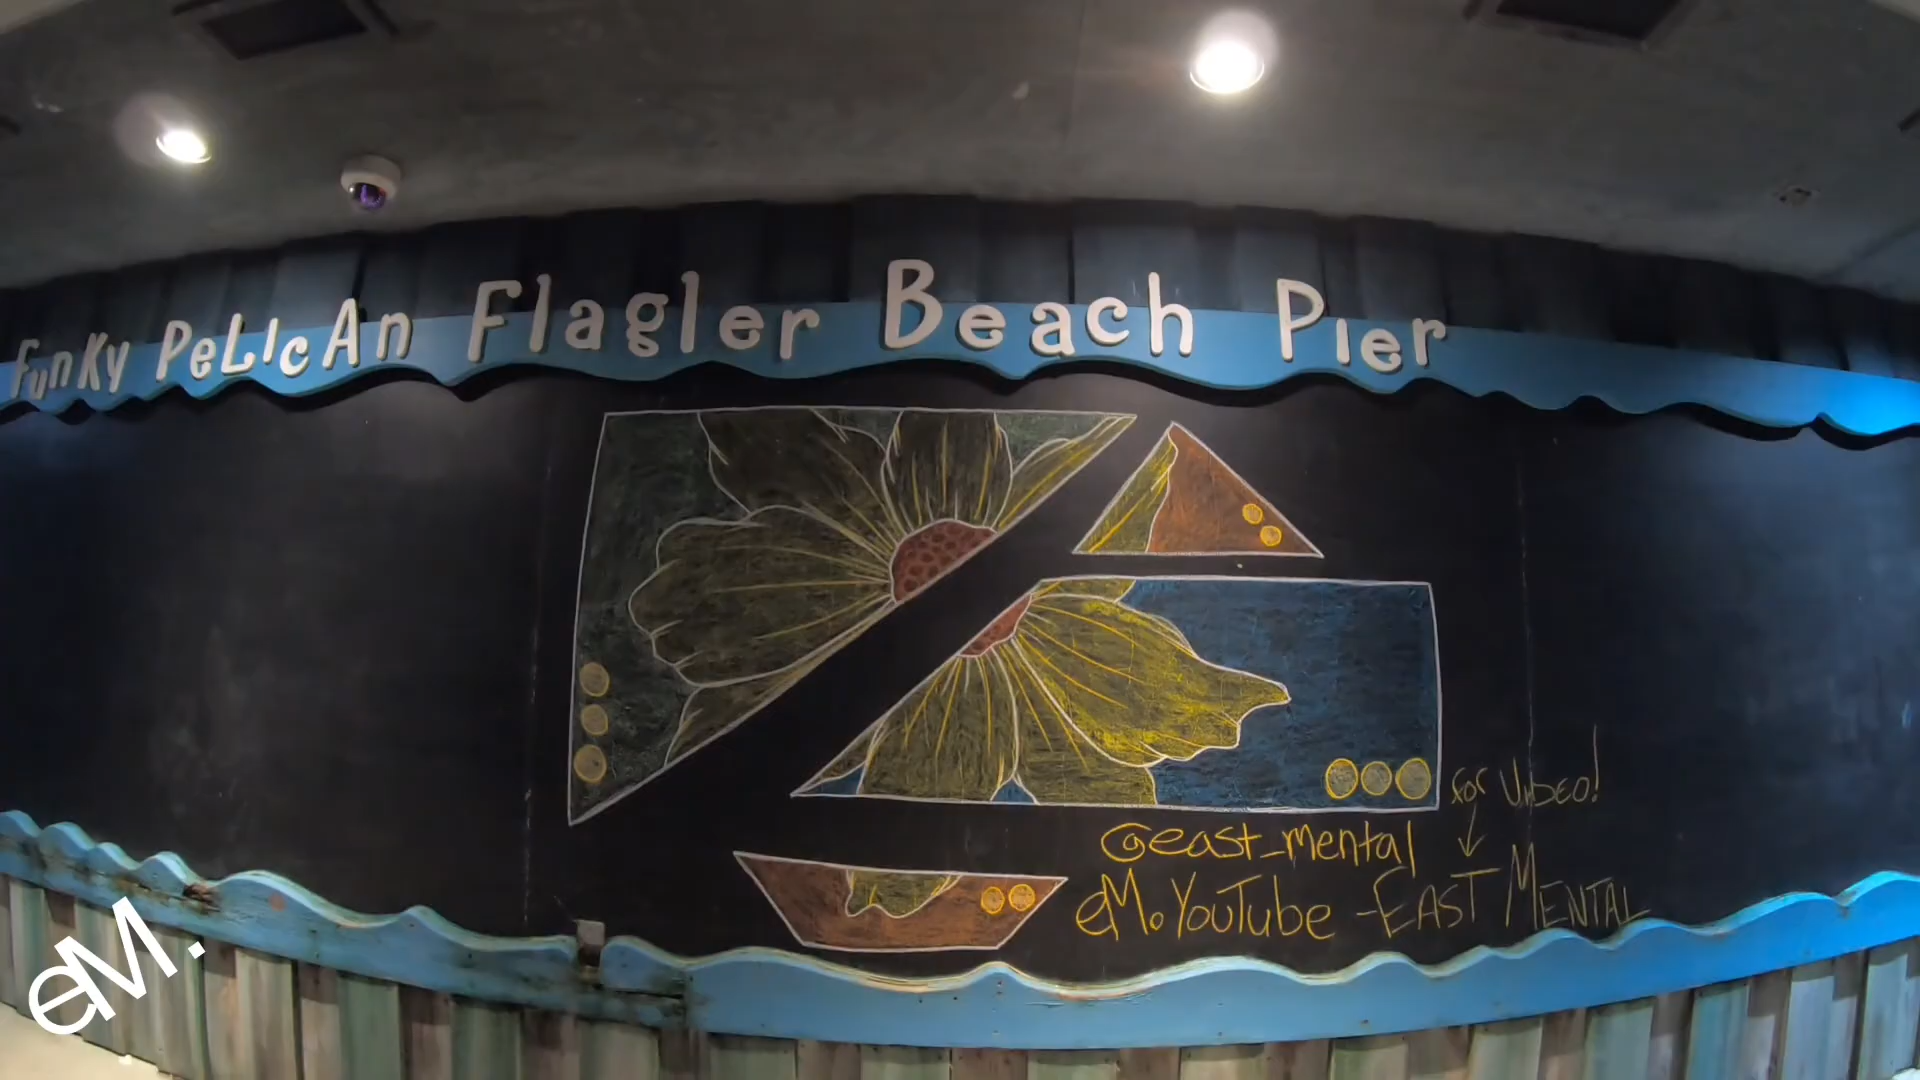 FunKy PeLIcAn Flagler Beach PIer
for Video!
@east_mental
eM. YouTube - EAST MENTAL
eM.